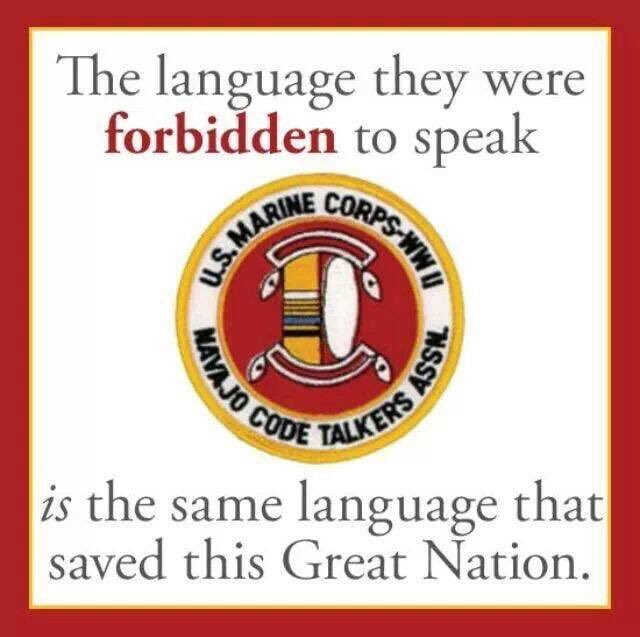 The language they were
forbidden to speak
U.S. MARINE CORPS-WW II
NAVAJO CODE TALKERS ASSN.
is the same language that
saved this Great Nation.